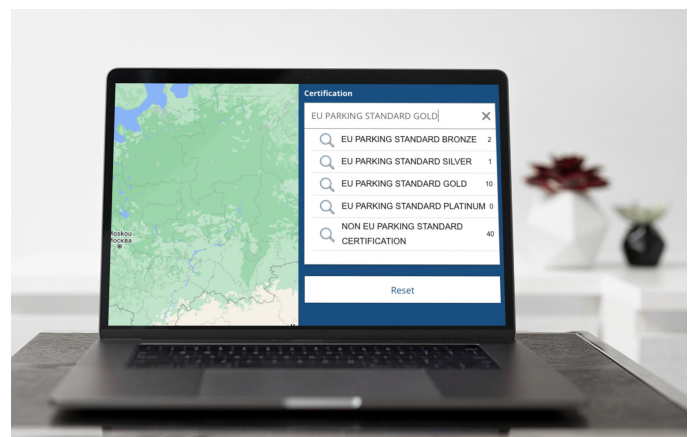 Certification
EU PARKING STANDARD GOLD
EU PARKING STANDARD BRONZE 2
EU PARKING STANDARD SILVER 1
EU PARKING STANDARD GOLD 10
EU PARKING STANDARD PLATINUM 0
NON EU PARKING STANDARD
CERTIFICATION 40
Reset
Moskou
Москва